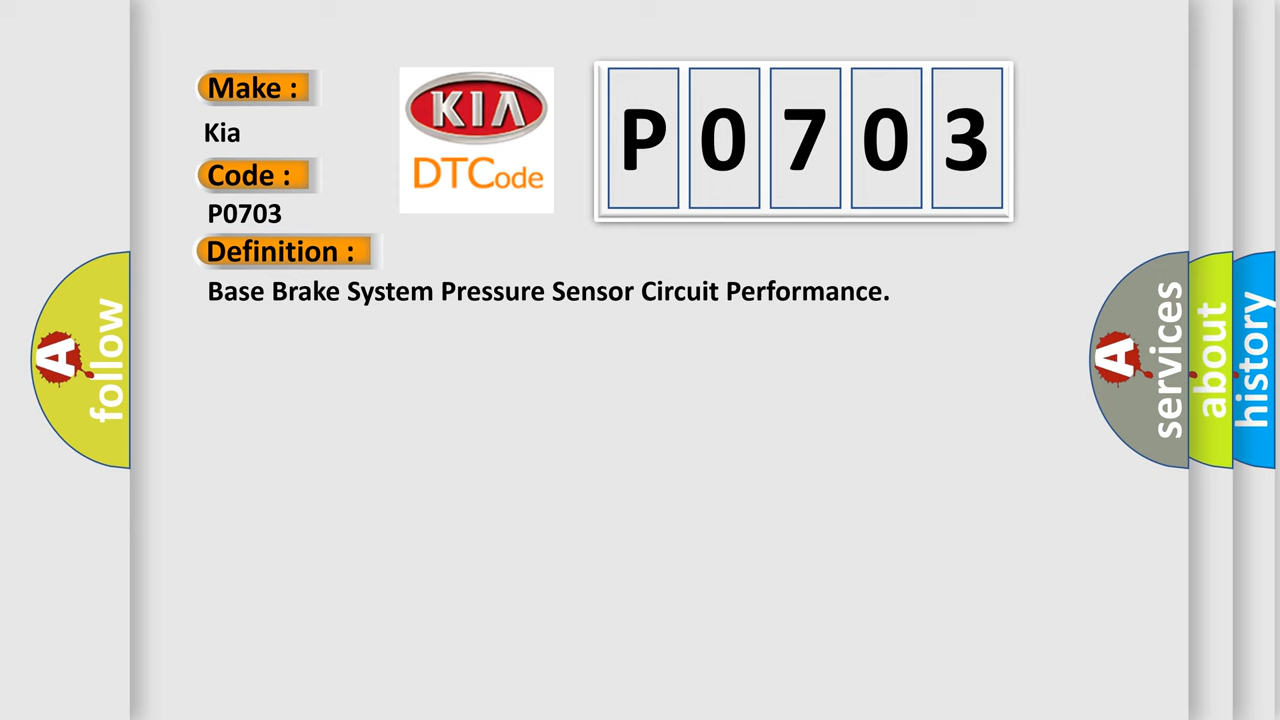 Make :
Kia
Code :
P0703
Definition :
Base Brake System Pressure Sensor Circuit Performance.
KIA
DTCode
P0703
A
follow
A
services
about
history